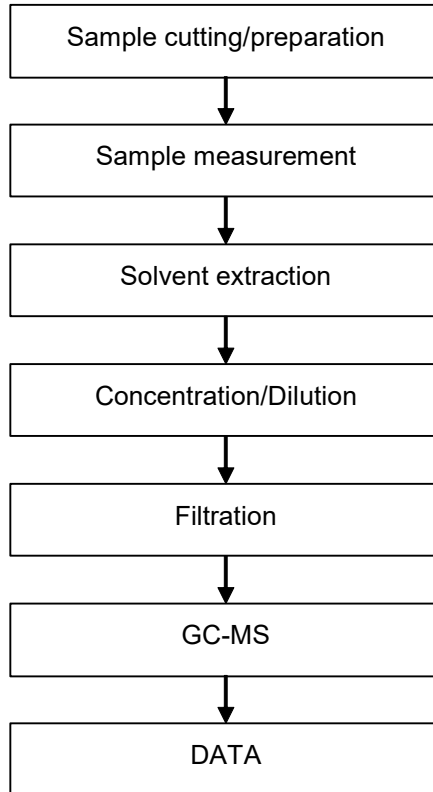 Sample cutting/preparation
Sample measurement
Solvent extraction
Concentration/Dilution
Filtration
GC-MS
DATA